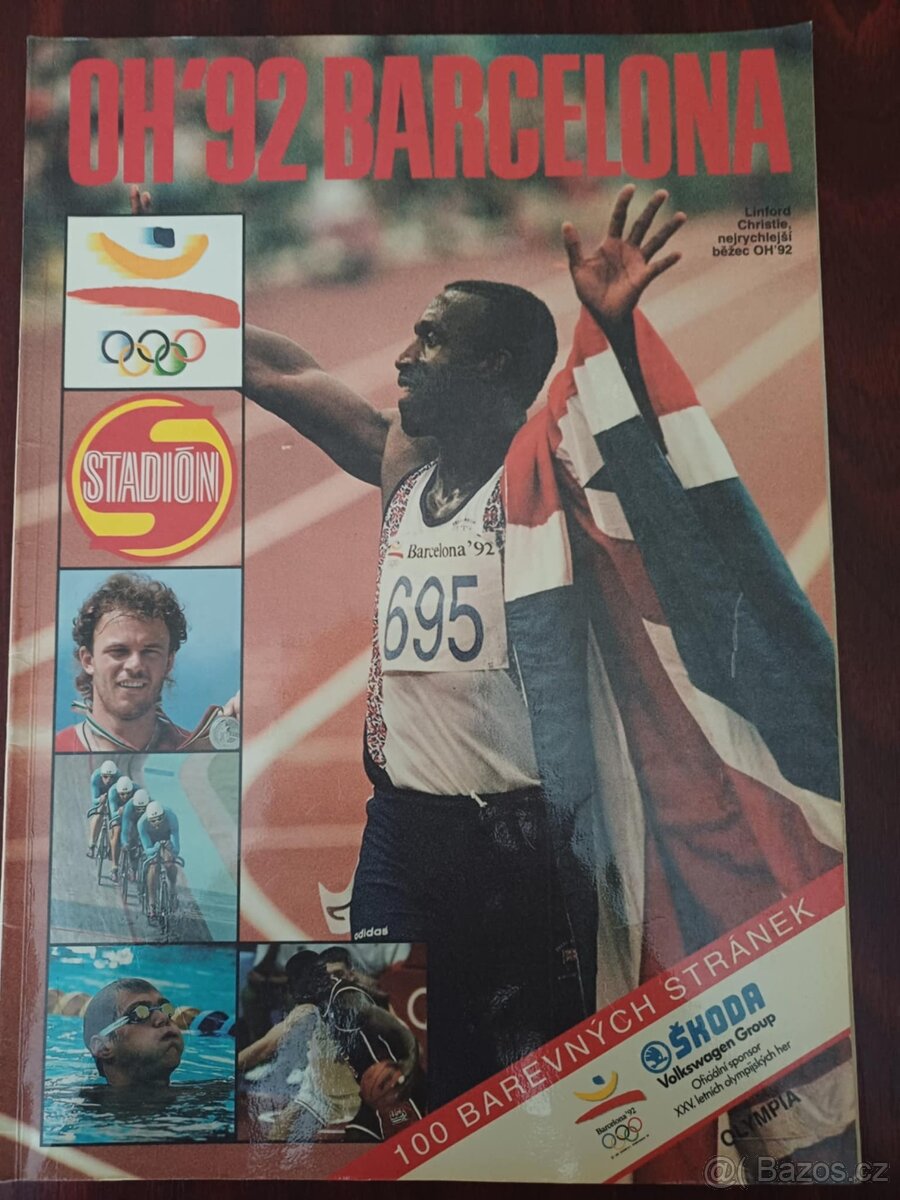 OH'92 BARCELONA
Linford
Christie,
nejrychlejší
běžec OH'92
STADIÓN
Barcelona '92
695
adidas
100 BAREVNÝCH STRÁNEK
ŠKODA
Volkswagen Group
Oficiální sponsor
XXV. letních olympijských her
Barcelona '92
OLYMPIA
@( Bazos.cz